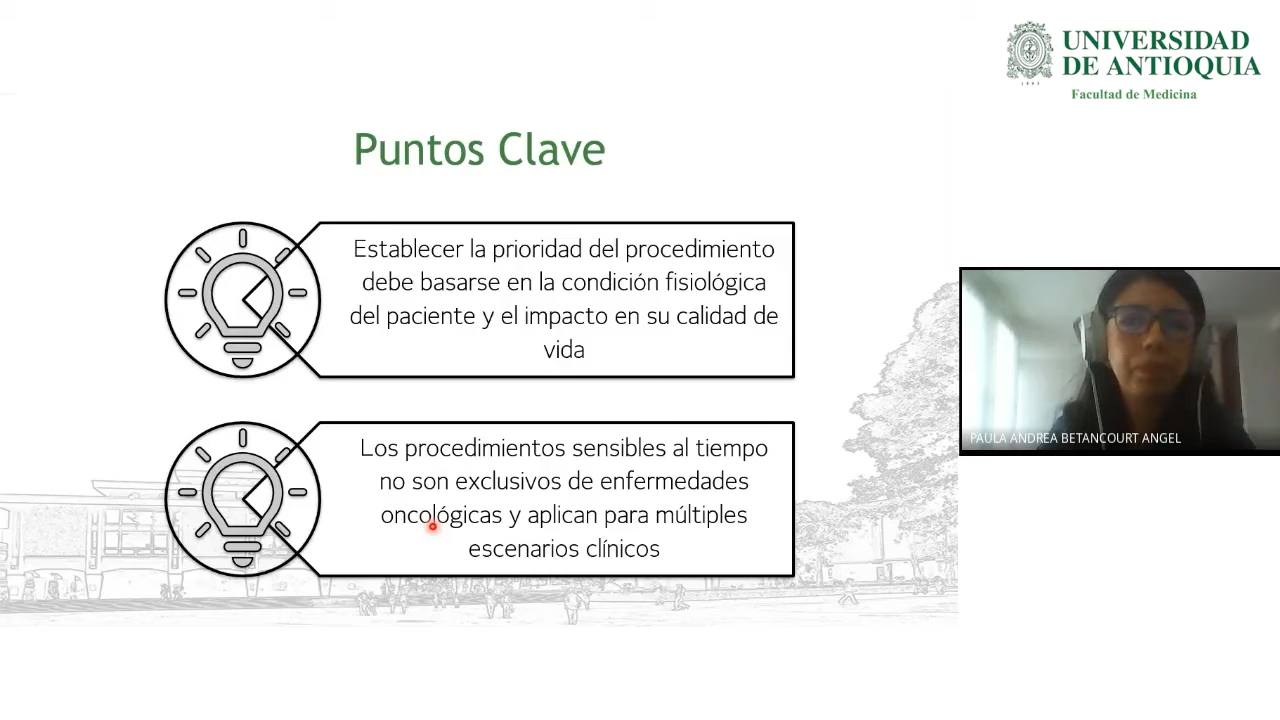 UNIVERSIDAD
DE ANTIOQUIA
1803
Facultad de Medicina
Puntos Clave
Establecer la prioridad del procedimiento
debe basarse en la condición fisiológica
del paciente y el impacto en su calidad de
vida
Los procedimientos sensibles al tiempo
no son exclusivos de enfermedades
oncológicas y aplican para múltiples
escenarios clínicos
PAULA ANDREA BETANCOURT ANGEL